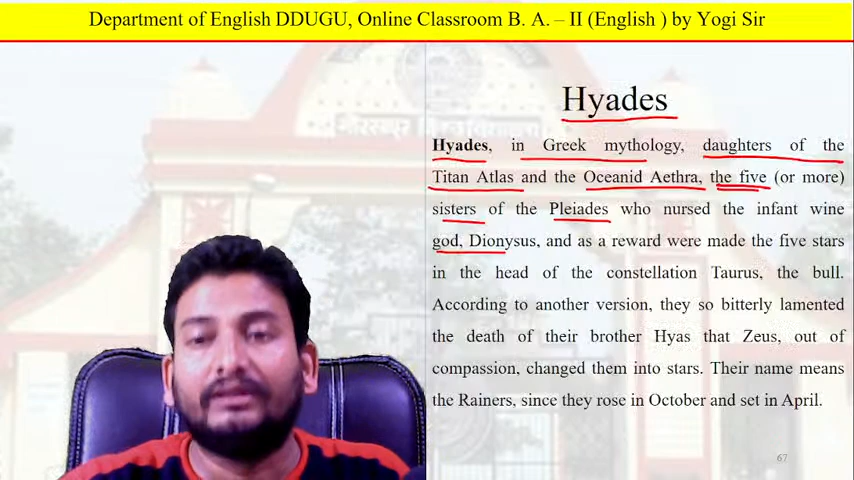 Department of English DDUGU, Online Classroom B. A. – II (English ) by Yogi Sir
Hyades
Hyades, in Greek mythology, daughters of the
Titan Atlas and the Oceanid Aethra, the five (or more)
sisters of the Pleiades who nursed the infant wine
god, Dionysus, and as a reward were made the five stars
in the head of the constellation Taurus, the bull.
According to another version, they so bitterly lamented
the death of their brother Hyas that Zeus, out of
compassion, changed them into stars. Their name means
the Rainers, since they rose in October and set in April.
67